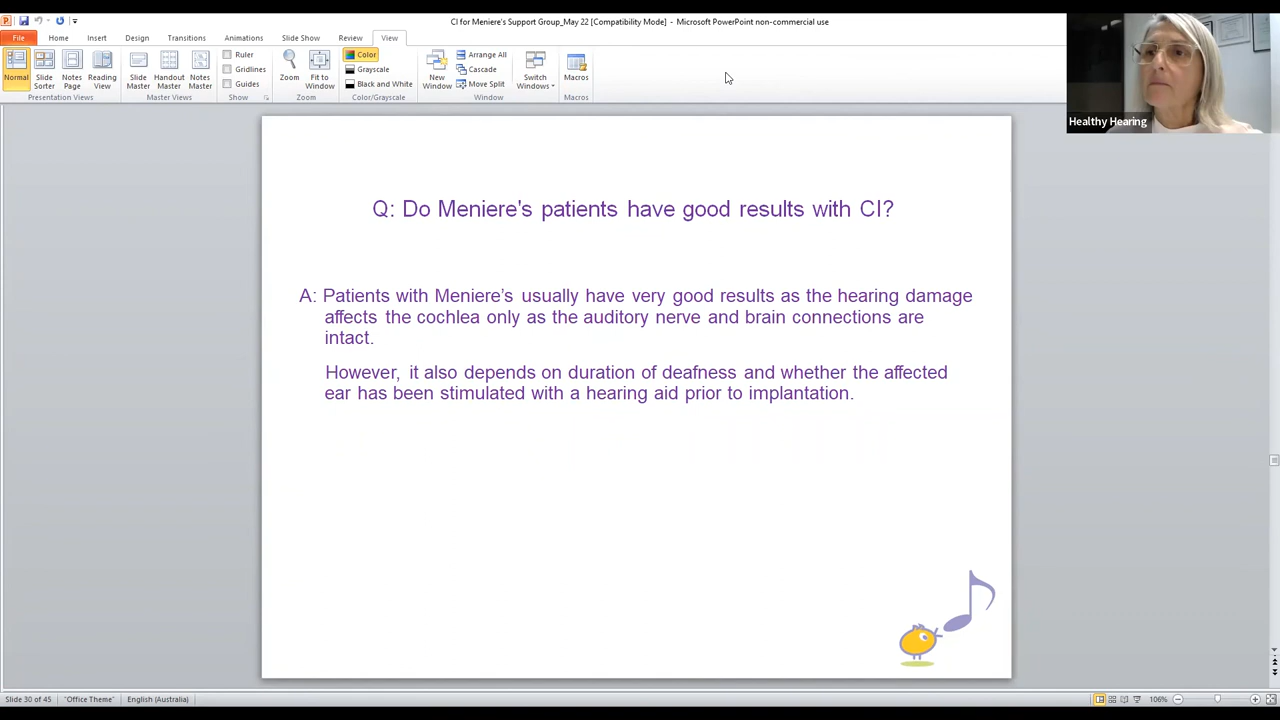 CI for Meniere's Support Group_May 22 [Compatibility Mode] - Microsoft PowerPoint non-commercial use
File Home Insert Design Transitions Animations Slide Show Review View
Normal
Slide Sorter
Notes Page
Reading View
Presentation Views
Slide Master
Handout Master
Notes Master
Master Views
Ruler
Gridlines
Guides
Show
Zoom
Fit to Window
Zoom
Color
Grayscale
Black and White
Color/Grayscale
New Window
Arrange All
Cascade
Move Split
Window
Switch Windows
Macros
Macros
Healthy Hearing
Q: Do Meniere's patients have good results with CI?
A: Patients with Meniere’s usually have very good results as the hearing damage
affects the cochlea only as the auditory nerve and brain connections are
intact.
However, it also depends on duration of deafness and whether the affected
ear has been stimulated with a hearing aid prior to implantation.
Slide 30 of 45 "Office Theme" English (Australia) 106%